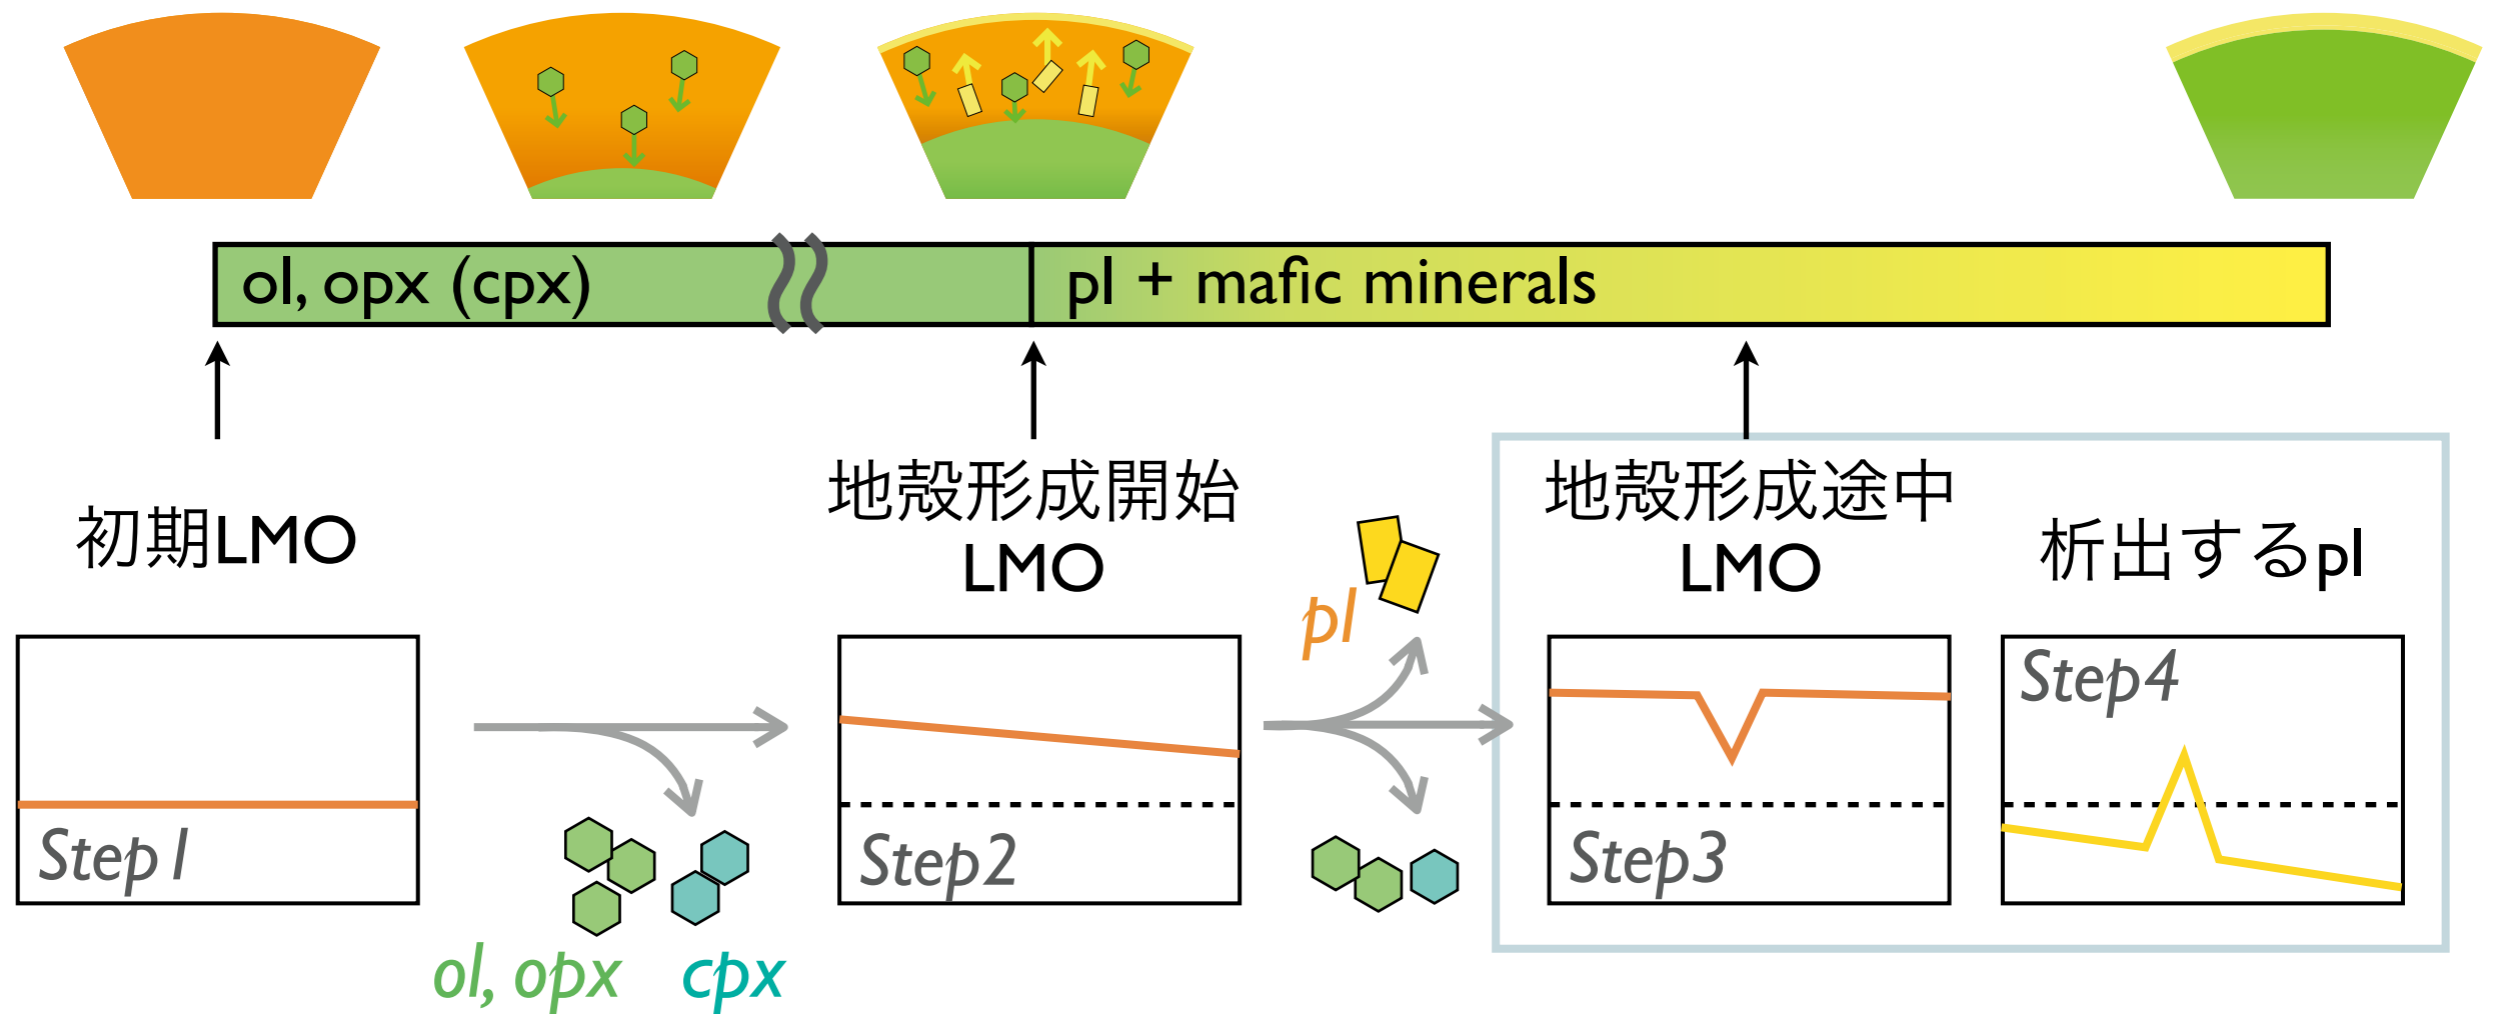 ol, opx (cpx)
pl + mafic minerals
初期LMO
地殻形成開始
LMO
地殻形成途中
LMO
析出するpl
pl
Step1
Step2
Step3
Step4
ol, opx
cpx